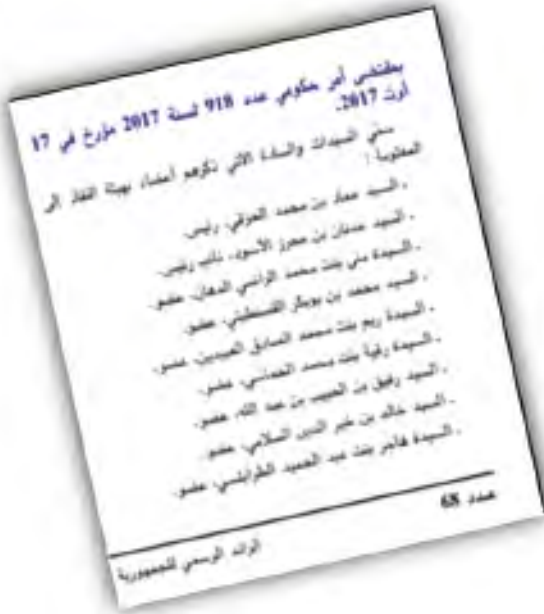 بمقتضى أمر حكومي عدد 918 لسنة 2017 مؤرخ في 17
أوت 2017.
سمي السيدات والسادة الآتي ذكرهم أعضاء بهيئة النفاذ إلى
المعلومة :
- السيد عماد بن محمد الحزقي، رئيس.
- السيد عدنان بن محرز الأسود، نائب رئيس.
- السيدة منى بنت محمد الراضي الدهان، عضو.
- السيد محمد بن بوبكر القسنطيني، عضو.
- السيدة ريم بنت محمد الصادق العبيدي، عضو.
- السيدة رقية بنت محمد الخماسي، عضو.
- السيد رفيق بن الحبيب بن عبد الله، عضو.
- السيد خالد بن خير الدين السلامي، عضو.
- السيدة هاجر بنت عبد الحميد الطرابلسي، عضو.
عدد 68
الرائد الرسمي للجمهورية